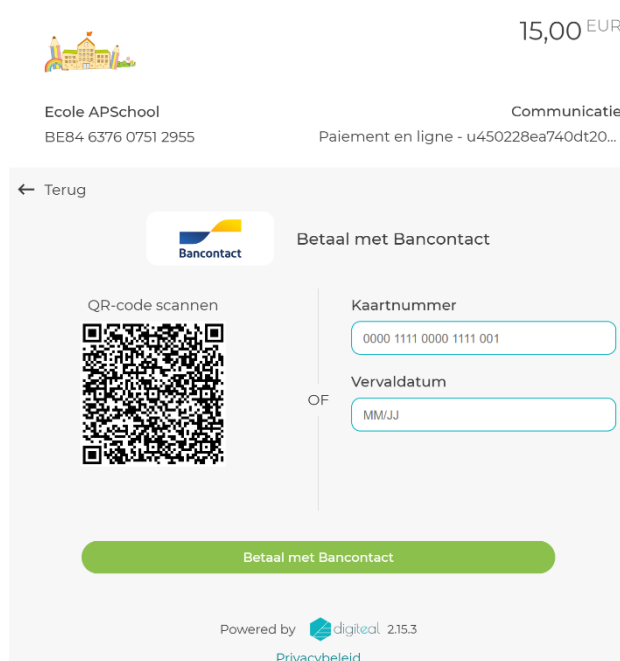 15,00 EUR
Ecole APSchool
BE84 6376 0751 2955
Communicatie
Paiement en ligne - u450228ea740dt20...
← Terug
Bancontact
Betaal met Bancontact
QR-code scannen
OF
Kaartnummer
0000 1111 0000 1111 001
Vervaldatum
MM/JJ
Betaal met Bancontact
Powered by digiteal 2.15.3
Privacybeleid